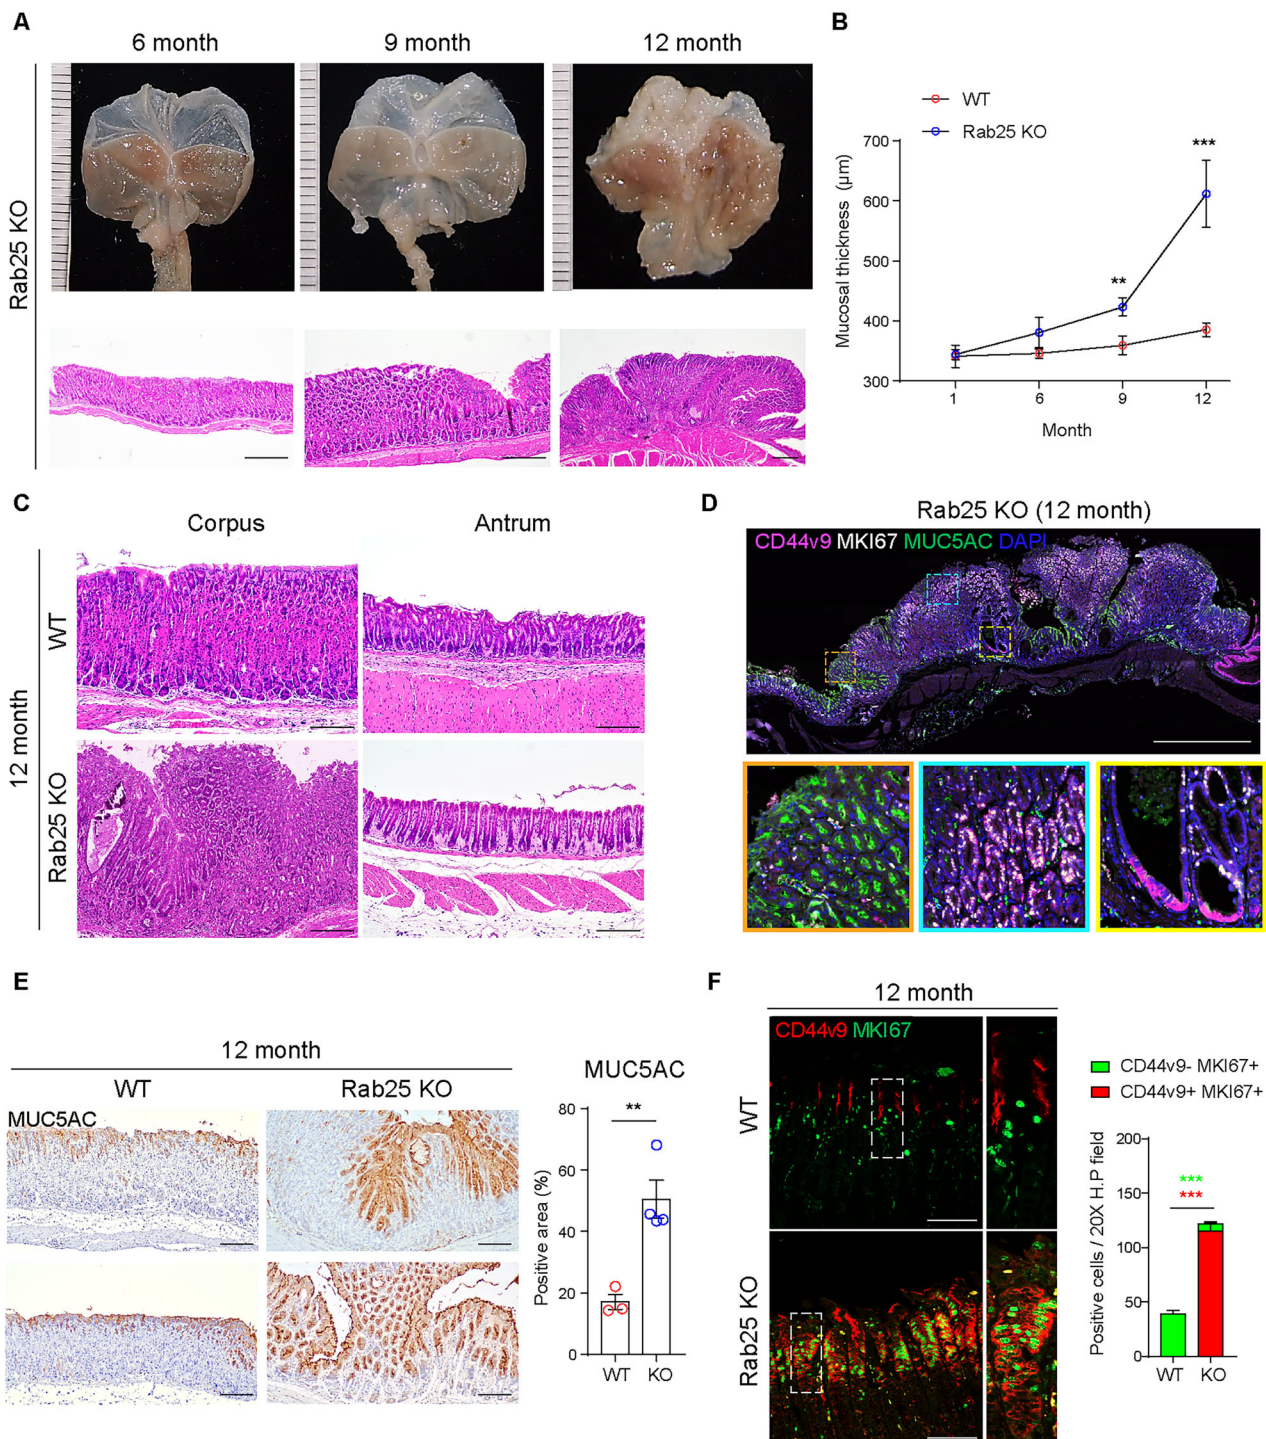 A
6 month
9 month
12 month
Rab25 KO
B
WT
Rab25 KO
700
600
500
400
300
***
**
Mucosal thickness (µm)
1
6
9
12
Month
C
Corpus
Antrum
12 month
WT
Rab25 KO
D
Rab25 KO (12 month)
CD44v9 MKI67 MUC5AC DAPI
E
12 month
WT
Rab25 KO
MUC5AC
MUC5AC
80
60
40
20
0
**
Positive area (%)
WT
KO
F
12 month
CD44v9 MKI67
WT
Rab25 KO
CD44v9- MKI67+
CD44v9+ MKI67+
200
150
100
50
0
***
***
Positive cells / 20X H.P field
WT
KO